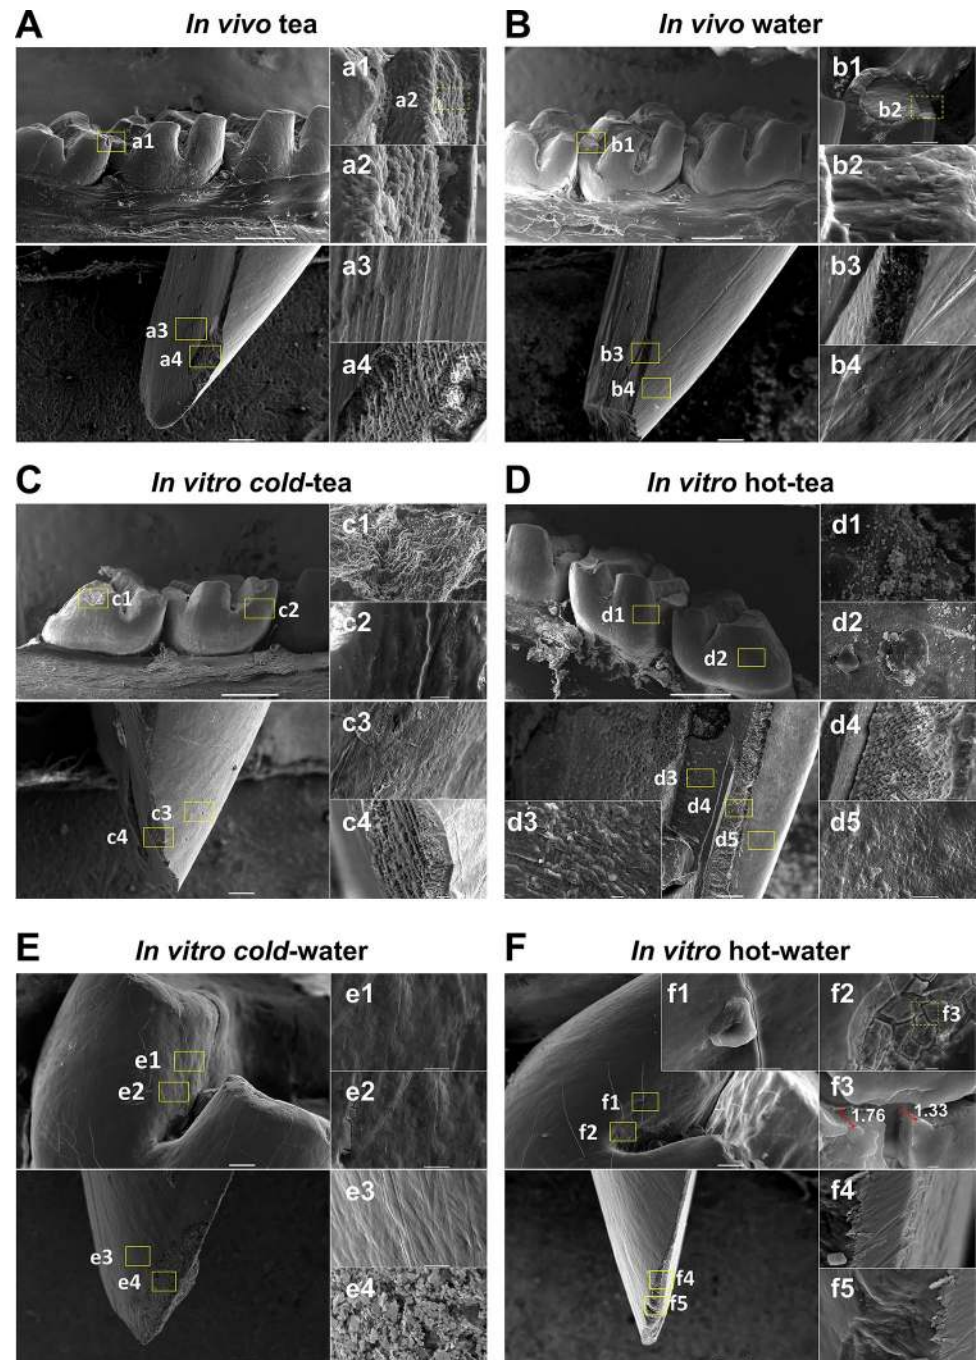 A In vivo tea
a1
a1
a2
a2
a3
a4
a3
a4
B In vivo water
b1
b1
b2
b2
b3
b4
b3
b4
C In vitro cold-tea
c1
c2
c1
c2
c3
c4
c3
c4
D In vitro hot-tea
d1
d2
d1
d2
d3
d4
d5
d3
d4
d5
E In vitro cold-water
e1
e2
e1
e2
e3
e4
e3
e4
F In vitro hot-water
f1
f2
f1
f2
f3
f3
1.76
1.33
f4
f5
f4
f5